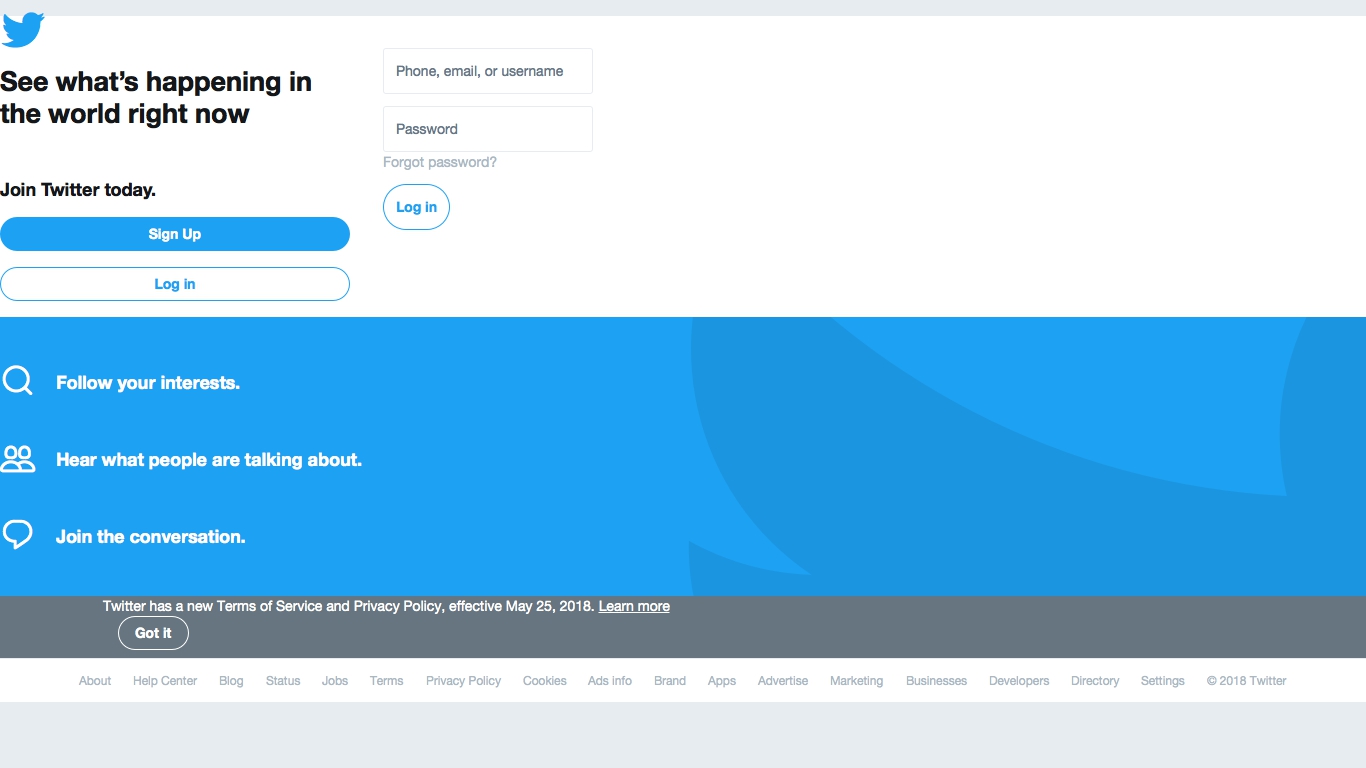 See what’s happening in
the world right now
Join Twitter today.
Sign Up
Log in
Phone, email, or username
Password
Forgot password?
Log in
Follow your interests.
Hear what people are talking about.
Join the conversation.
Twitter has a new Terms of Service and Privacy Policy, effective May 25, 2018. Learn more
Got it
About Help Center Blog Status Jobs Terms Privacy Policy Cookies Ads info Brand Apps Advertise Marketing Businesses Developers Directory Settings © 2018 Twitter